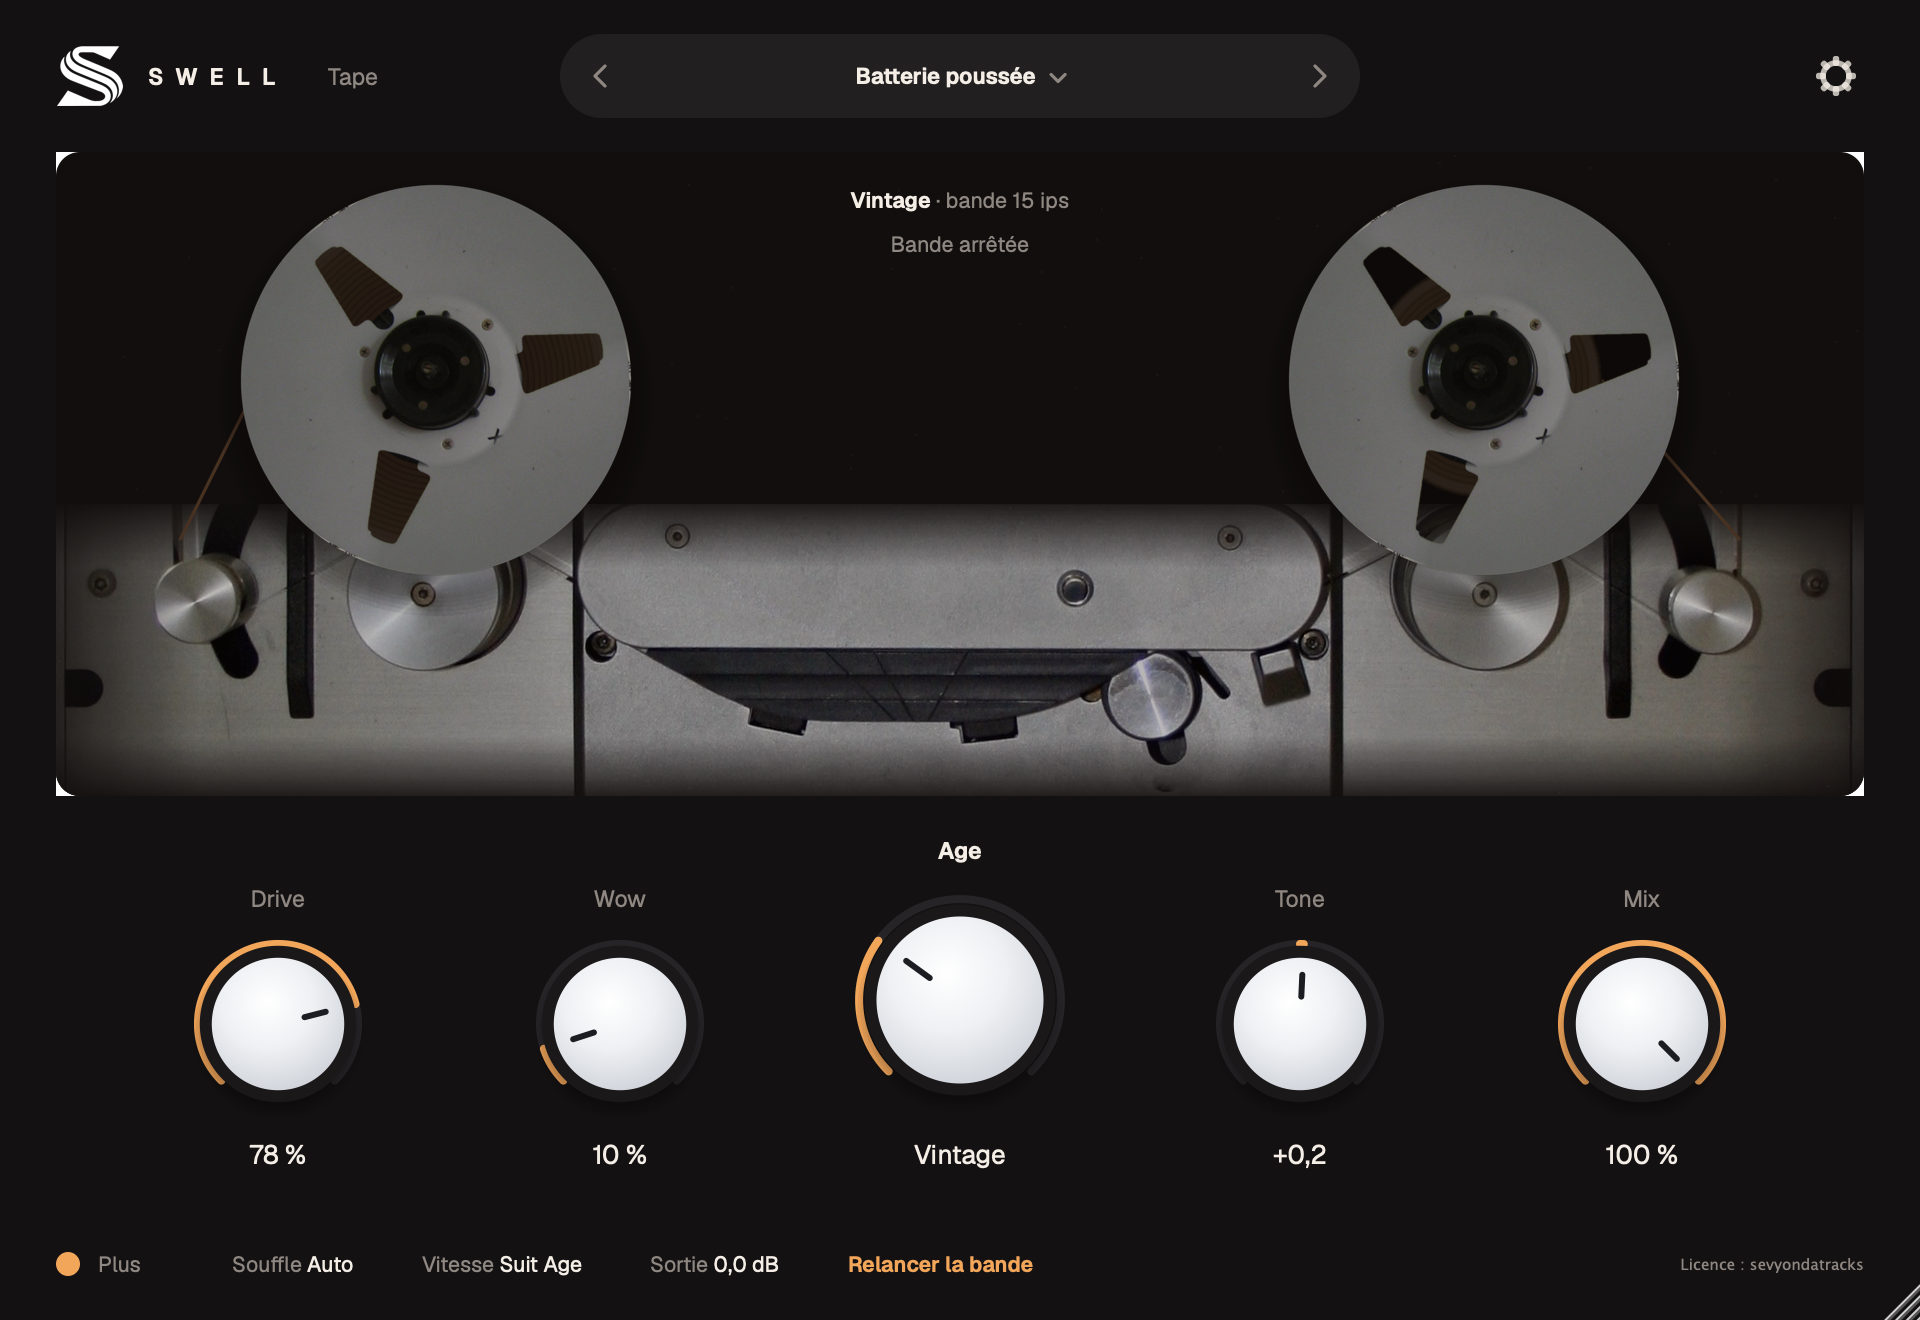 SWELL Tape
Batterie poussée
Vintage · bande 15 ips
Bande arrêtée
Age
Drive
Wow
Tone
Mix
78 %
10 %
Vintage
+0,2
100 %
Plus
Souffle Auto
Vitesse Suit Age
Sortie 0,0 dB
Relancer la bande
Licence : sevyondatracks